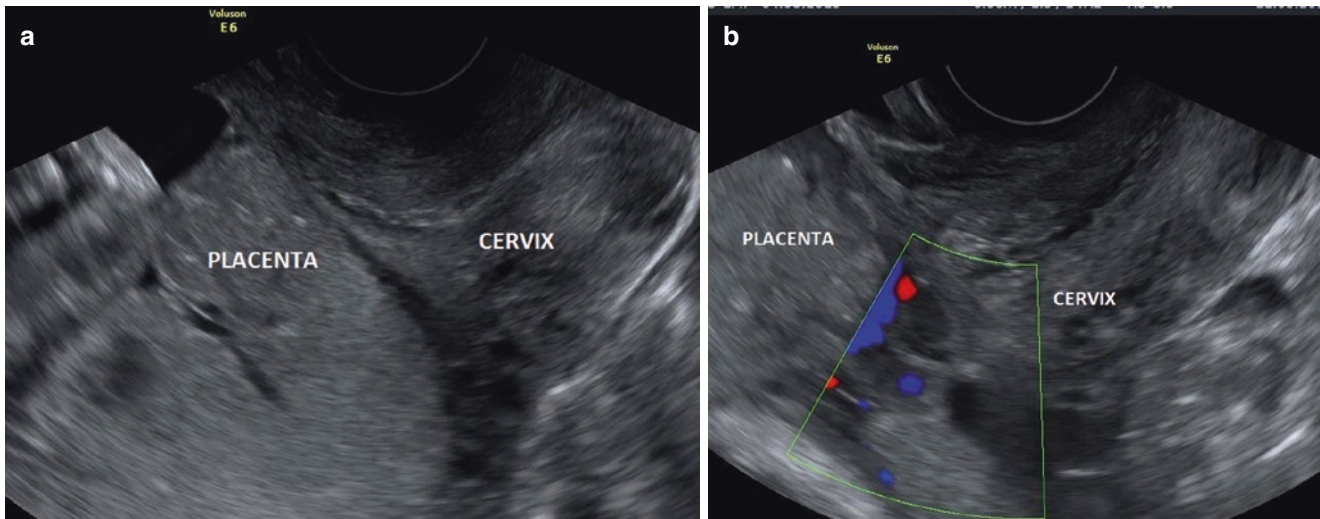 a
Voluson
E6
PLACENTA
CERVIX
b
Voluson
E6
PLACENTA
CERVIX